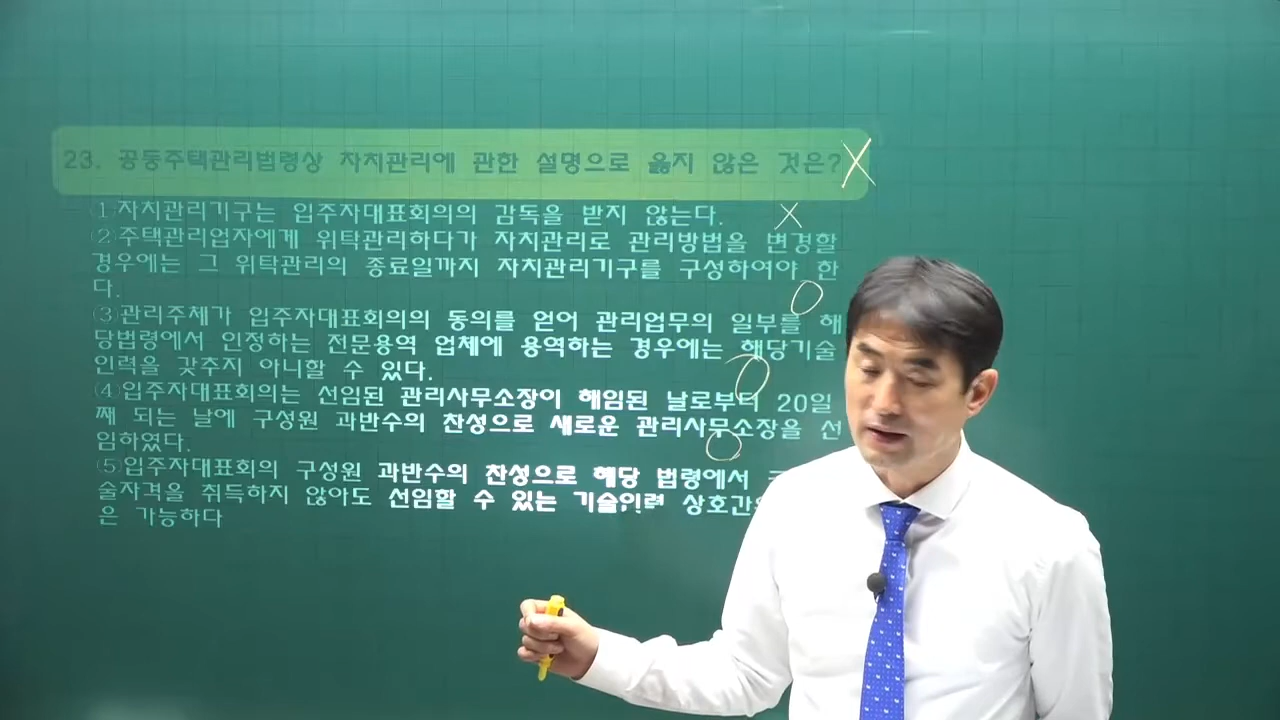 23. 공동주택관리법령상 자치관리에 관한 설명으로 옳지 않은 것은? X
①자치관리기구는 입주자대표회의의 감독을 받지 않는다. X
②주택관리업자에게 위탁관리하다가 자치관리로 관리방법을 변경할
경우에는 그 위탁관리의 종료일까지 자치관리기구를 구성하여야 한
다.
③관리주체가 입주자대표회의의 동의를 얻어 관리업무의 일부를 해
당법령에서 인정하는 전문용역 업체에 용역하는 경우에는 해당기술
인력을 갖추지 아니할 수 있다.
④입주자대표회의는 선임된 관리사무소장이 해임된 날로부터 20일
째 되는 날에 구성원 과반수의 찬성으로 새로운 관리사무소장을 선
임하였다.
⑤입주자대표회의 구성원 과반수의 찬성으로 해당 법령에서
술자격을 취득하지 않아도 선임할 수 있는 기술인력 상호간
은 가능하다